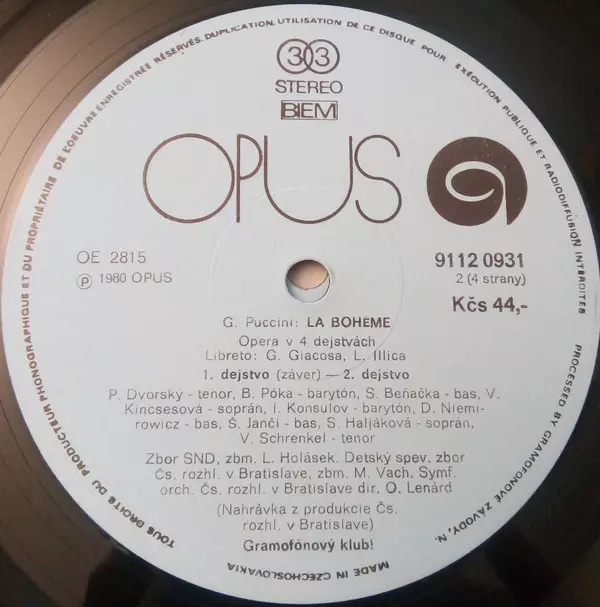 TOUS DROITS DU PRODUCTEUR PHONOGRAPHIQUE ET DU PROPRIÉTAIRE DE L'OEUVRE ENREGISTRÉE RÉSERVÉS. DUPLICATION, UTILISATION DE CE DISQUE POUR EXÉCUTION PUBLIQUE ET RADIODIFFUSION INTERDITES
33
STEREO
BIEM
OPUS
OE 2815
℗ 1980 OPUS
9112 0931
2 (4 strany)
Kčs 44,-
G. Puccini: LA BOHÈME
Opera v 4 dejstvách
Libreto: G. Giacosa, L. Illica
1. dejstvo (záver) — 2. dejstvo
P. Dvorský - tenor, B. Póka - barytón, S. Beňačka - bas, V.
Kincsesová - soprán, I. Konsulov - barytón, D. Niemi-
rowicz - bas, Š. Janči - bas, S. Haljáková - soprán,
V. Schrenkel - tenor
Zbor SND, zbm. L. Holásek. Detský spev. zbor
Čs. rozhl. v Bratislave, zbm. M. Vach, Symf.
orch. Čs. rozhl. v Bratislave dir. O. Lenárd
(Nahrávka z produkcie Čs.
rozhl. v Bratislave)
Gramofónový klub!
MADE IN CZECHOSLOVAKIA
PROCESSED BY GRAMOFONOVÉ ZÁVODY, N.